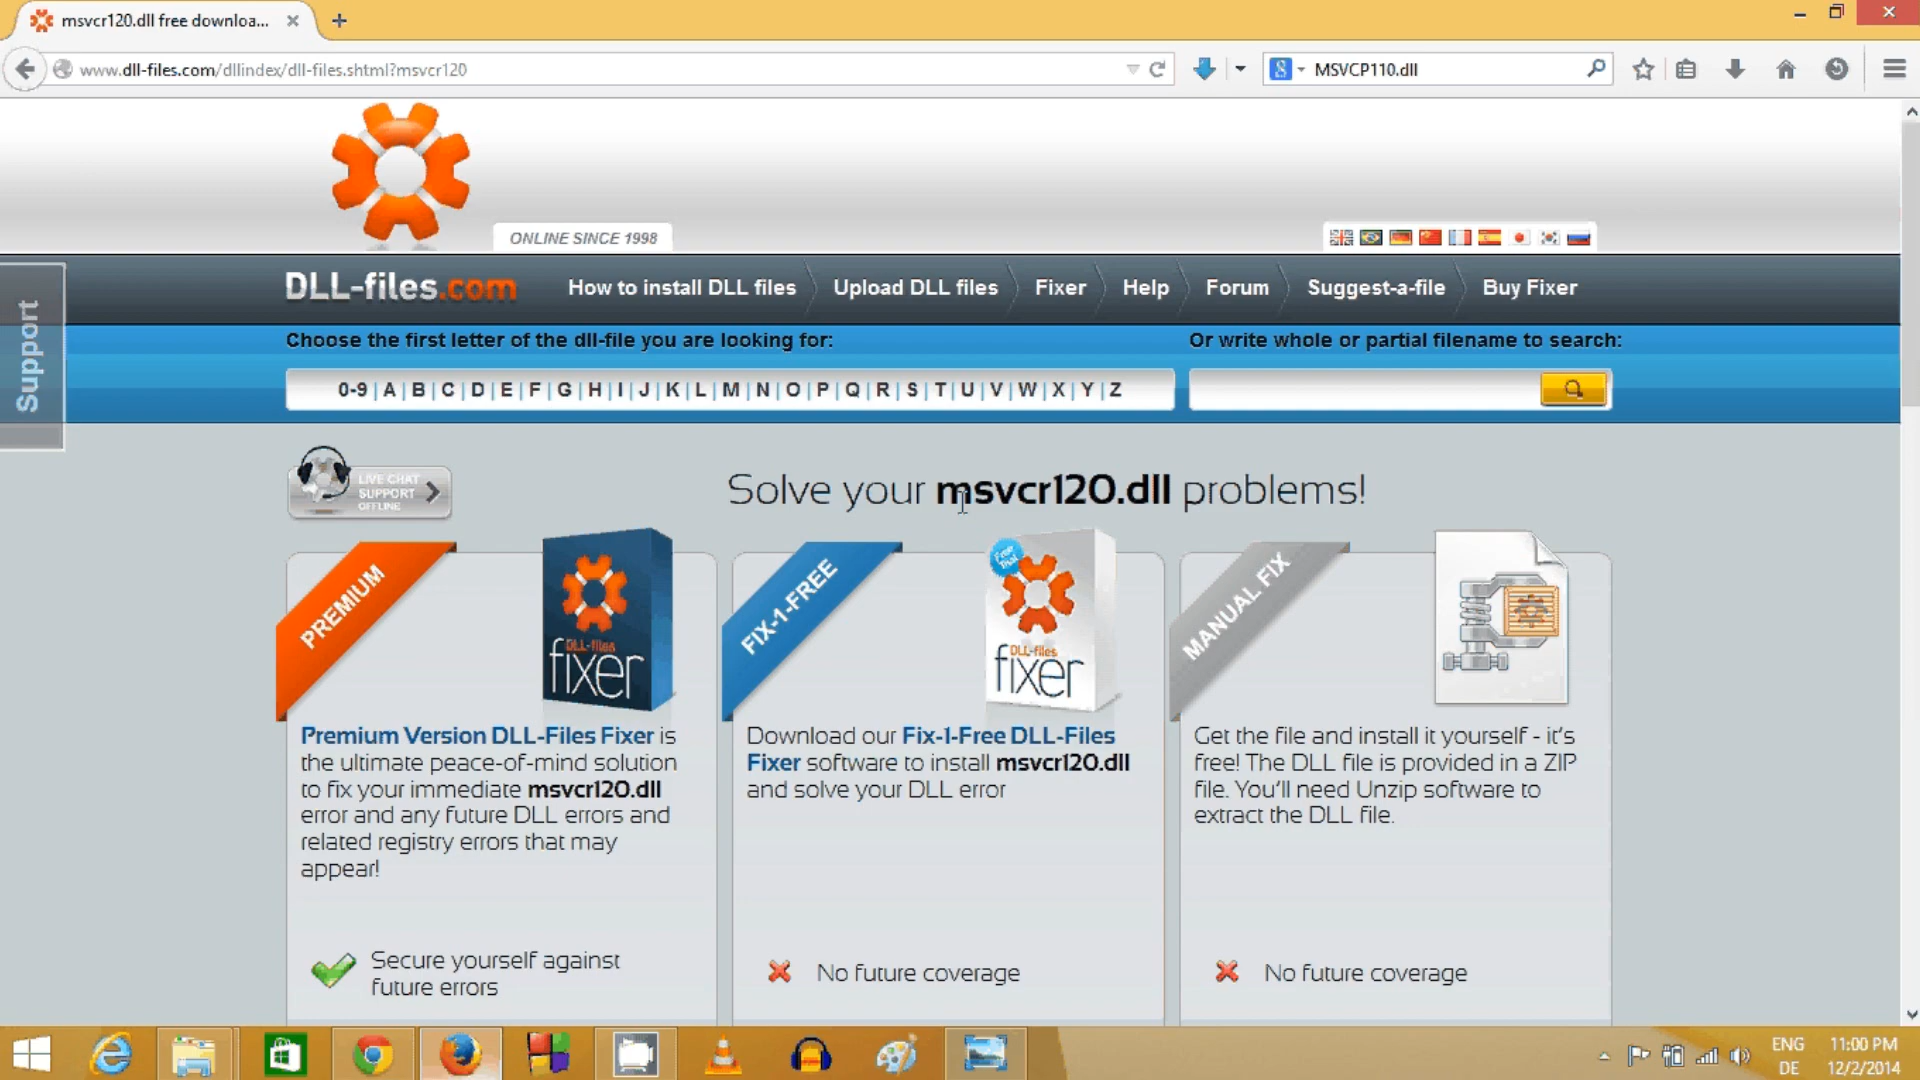 msvcr120.dll free downloa...
www.dll-files.com/dllindex/dll-files.shtml?msvcr120
MSVCP110.dll
ONLINE SINCE 1998
DLL-files.com
How to install DLL files
Upload DLL files
Fixer
Help
Forum
Suggest-a-file
Buy Fixer
Support
Choose the first letter of the dll-file you are looking for:
Or write whole or partial filename to search:
0-9 | A | B | C | D | E | F | G | H | I | J | K | L | M | N | O | P | Q | R | S | T | U | V | W | X | Y | Z
LIVE CHAT
SUPPORT
OFFLINE
Solve your msvcr120.dll problems!
PREMIUM
DLL-files
fixer
Premium Version DLL-Files Fixer is
the ultimate peace-of-mind solution
to fix your immediate msvcr120.dll
error and any future DLL errors and
related registry errors that may
appear!
Secure yourself against
future errors
FIX-1-FREE
Free
Trial
DLL-files
fixer
Download our Fix-1-Free DLL-Files
Fixer software to install msvcr120.dll
and solve your DLL error
No future coverage
MANUAL FIX
Get the file and install it yourself - it's
free! The DLL file is provided in a ZIP
file. You'll need Unzip software to
extract the DLL file.
No future coverage
ENG
DE
11:00 PM
12/2/2014